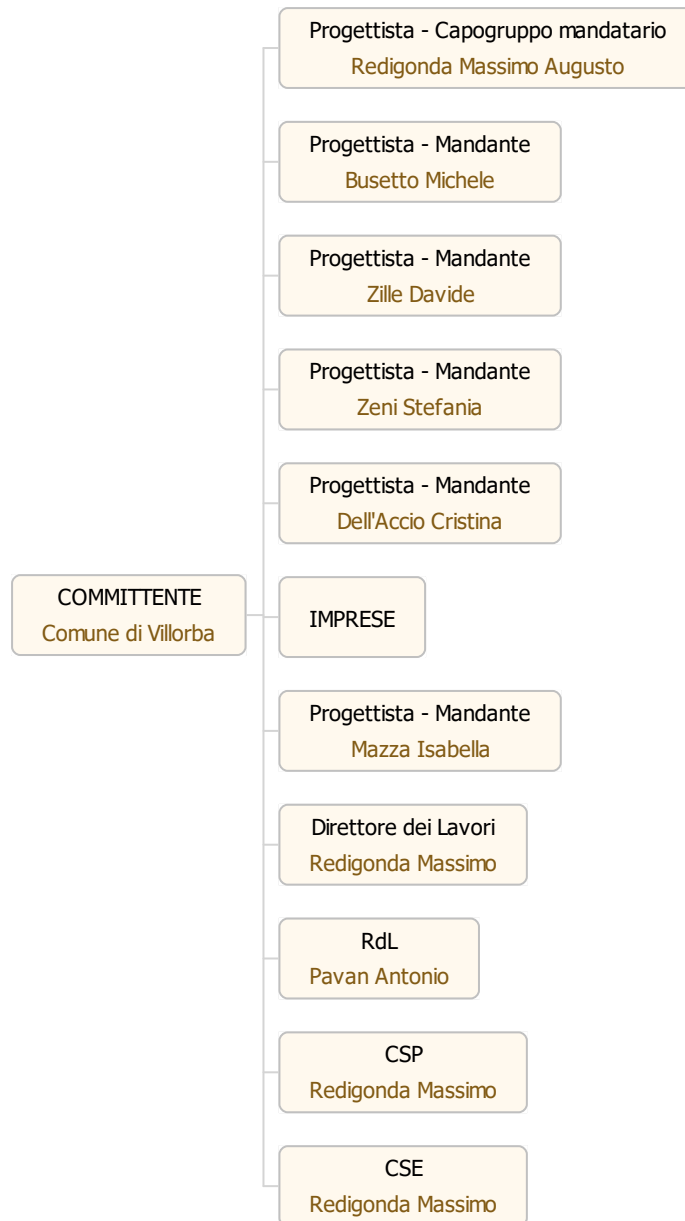 Progettista - Capogruppo mandatario
Redigonda Massimo Augusto
Progettista - Mandante
Busetto Michele
Progettista - Mandante
Zille Davide
Progettista - Mandante
Zeni Stefania
Progettista - Mandante
Dell'Accio Cristina
COMMITTENTE
Comune di Villorba
IMPRESE
Progettista - Mandante
Mazza Isabella
Direttore dei Lavori
Redigonda Massimo
RdL
Pavan Antonio
CSP
Redigonda Massimo
CSE
Redigonda Massimo